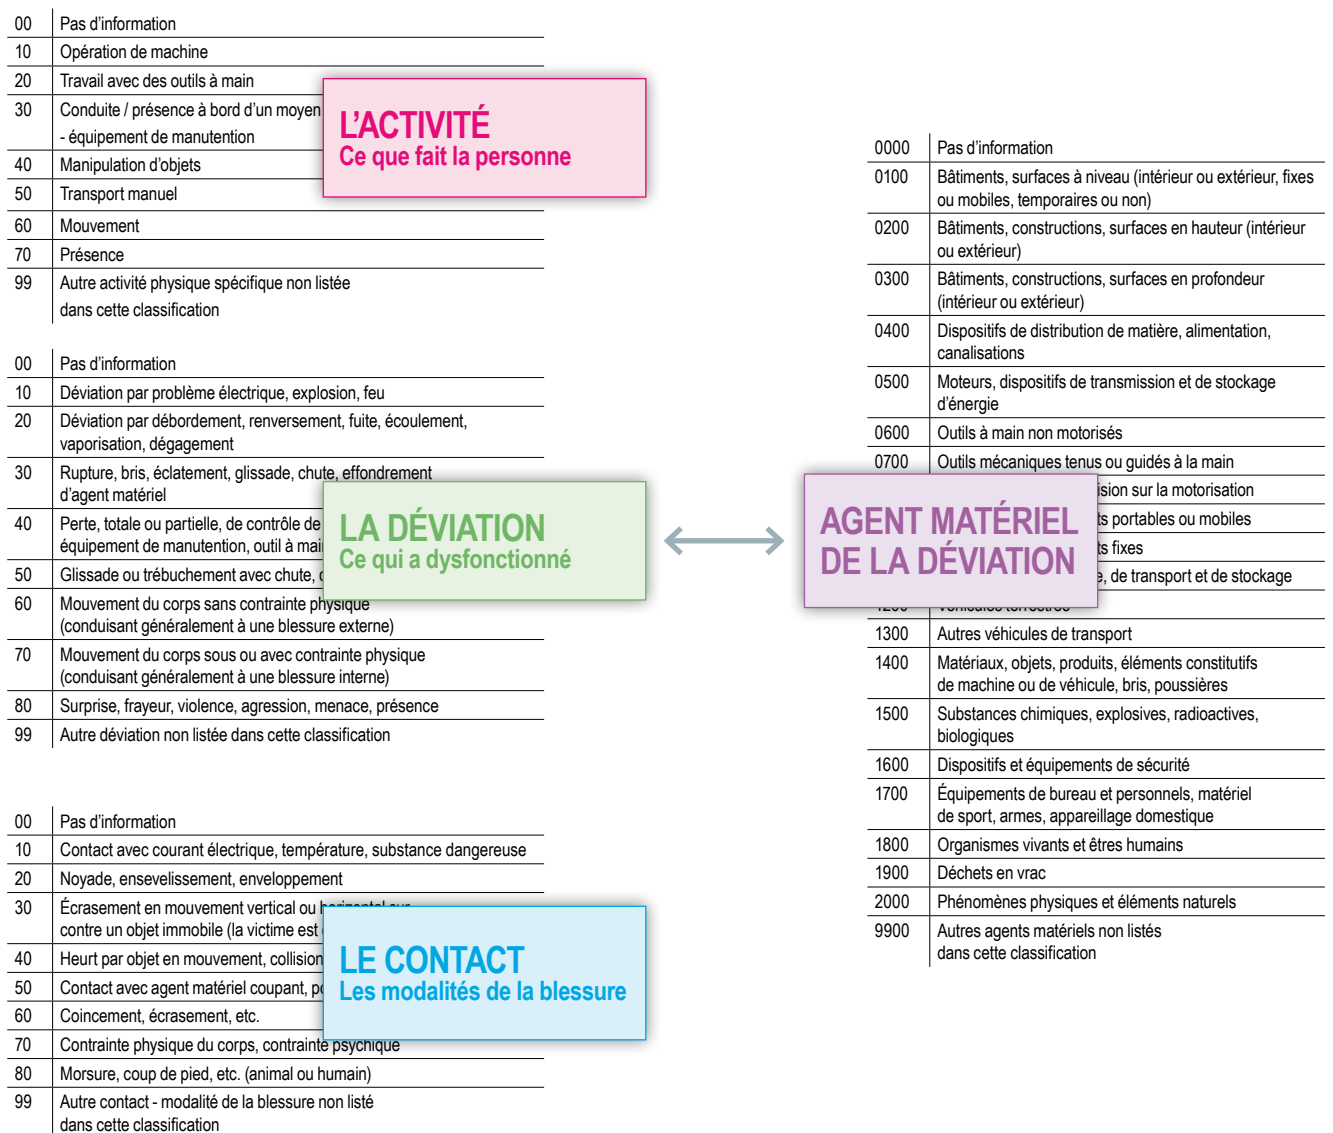 00 Pas d'information
10 Opération de machine
20 Travail avec des outils à main
30 Conduite / présence à bord d'un moyen
- équipement de manutention
40 Manipulation d'objets
50 Transport manuel
60 Mouvement
70 Présence
99 Autre activité physique spécifique non listée
dans cette classification
L'ACTIVITÉ
Ce que fait la personne
00 Pas d'information
10 Déviation par problème électrique, explosion, feu
20 Déviation par débordement, renversement, fuite, écoulement,
vaporisation, dégagement
30 Rupture, bris, éclatement, glissade, chute, effondrement
d'agent matériel
40 Perte, totale ou partielle, de contrôle de
équipement de manutention, outil à main
50 Glissade ou trébuchement avec chute,
60 Mouvement du corps sans contrainte physique
(conduisant généralement à une blessure externe)
70 Mouvement du corps sous ou avec contrainte physique
(conduisant généralement à une blessure interne)
80 Surprise, frayeur, violence, agression, menace, présence
99 Autre déviation non listée dans cette classification
LA DÉVIATION
Ce qui a dysfonctionné
00 Pas d'information
10 Contact avec courant électrique, température, substance dangereuse
20 Noyade, ensevelissement, enveloppement
30 Écrasement en mouvement vertical ou horizontal sur
contre un objet immobile (la victime est
40 Heurt par objet en mouvement, collision
50 Contact avec agent matériel coupant,
60 Coincement, écrasement, etc.
70 Contrainte physique du corps, contrainte psychique
80 Morsure, coup de pied, etc. (animal ou humain)
99 Autre contact - modalité de la blessure non listé
dans cette classification
LE CONTACT
Les modalités de la blessure
0000 Pas d'information
0100 Bâtiments, surfaces à niveau (intérieur ou extérieur, fixes
ou mobiles, temporaires ou non)
0200 Bâtiments, constructions, surfaces en hauteur (intérieur
ou extérieur)
0300 Bâtiments, constructions, surfaces en profondeur
(intérieur ou extérieur)
0400 Dispositifs de distribution de matière, alimentation,
canalisations
0500 Moteurs, dispositifs de transmission et de stockage
d'énergie
0600 Outils à main non motorisés
0700 Outils mécaniques tenus ou guidés à la main
sur la motorisation
portables ou mobiles
fixes
de transport et de stockage
1200 Véhicules terrestres
1300 Autres véhicules de transport
1400 Matériaux, objets, produits, éléments constitutifs
de machine ou de véhicule, bris, poussières
1500 Substances chimiques, explosives, radioactives,
biologiques
1600 Dispositifs et équipements de sécurité
1700 Équipements de bureau et personnels, matériel
de sport, armes, appareillage domestique
1800 Organismes vivants et êtres humains
1900 Déchets en vrac
2000 Phénomènes physiques et éléments naturels
9900 Autres agents matériels non listés
dans cette classification
AGENT MATÉRIEL
DE LA DÉVIATION